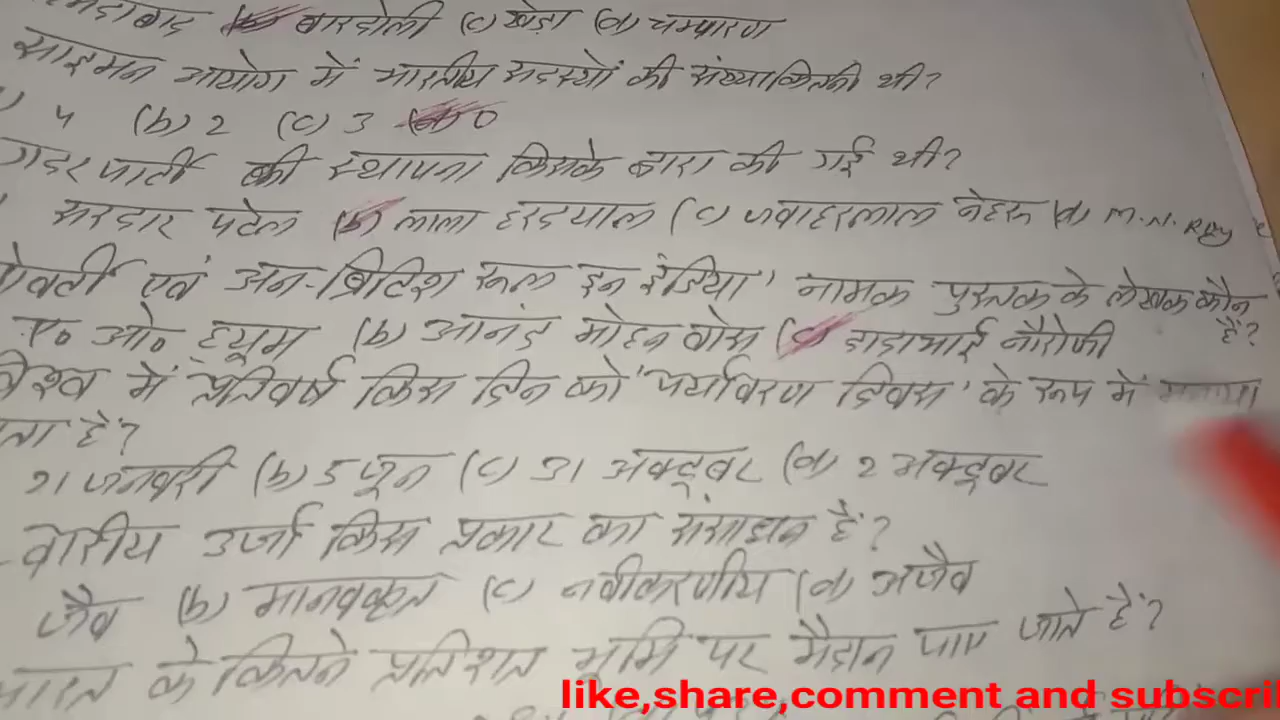 बारडोली (c) खेड़ा (d) चम्पारण
साइमन आयोग में भारतीय सदस्यों की संख्या कितनी थी?
५ (b) 2 (c) 3 0
गदर पार्टी की स्थापना किसके द्वारा की गई थी?
सरदार पटेल (b) लाला हरदयाल (c) जवाहरलाल नेहरू (d) M.N. Roy
एवं अन-ब्रिटिश रूल इन इंडिया' नामक पुस्तक के लेखक कौन
हैं?
ए० ओ० ह्यूम (b) आनंद मोहन बोस (c) दादाभाई नौरोजी
विश्व में प्रतिवर्ष किस दिन को 'पर्यावरण दिवस' के रूप में मनाया
है?
21 जनवरी (b) 5 जून (c) 31 अक्टूबर (d) 2 अक्टूबर
किस प्रकार का संसाधन है?
जैव (b) मानवकृत (c) नवीकरणीय (d) अजैव
भारत के कितने प्रतिशत भूमि पर मैदान पाए जाते हैं?
like,share,comment and subscri